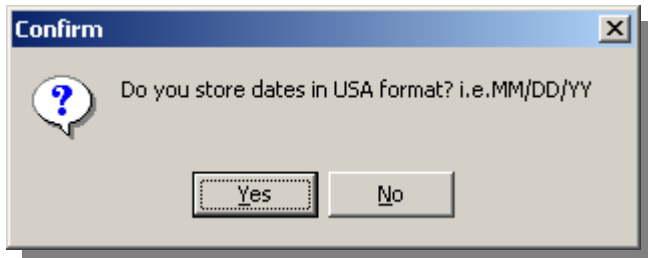 Confirm
Do you store dates in USA format? i.e.MM/DD/YY
Yes
No